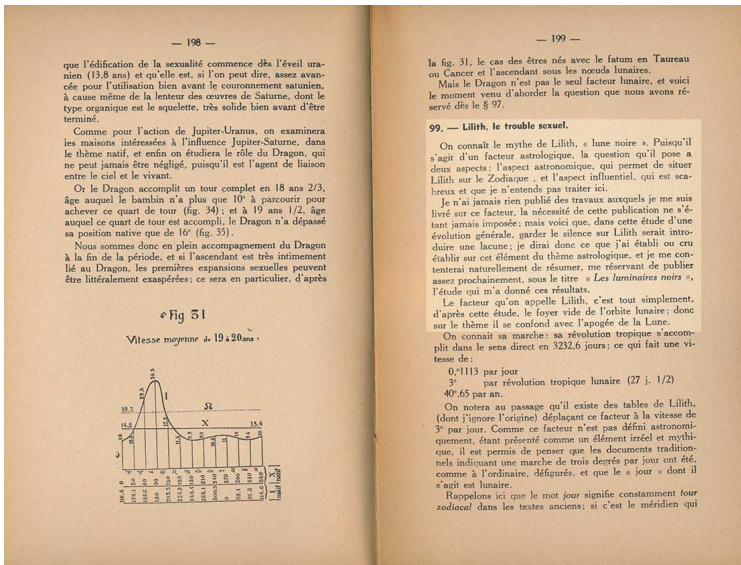 — 198 —
que l'édification de la sexualité commence dès l'éveil ura-
nien (13,8 ans) et qu'elle est, si l'on peut dire, assez avan-
cée pour l'utilisation bien avant le couronnement satunien,
à cause même de la lenteur des œuvres de Saturne, dont le
type organique est le squelette, très solide bien avant d'être
terminé.
Comme pour l'action de Jupiter-Uranus, on examinera
les maisons intéressées à l'influence Jupiter-Saturne, dans
le thème natif, et enfin on étudiera le rôle du Dragon, qui
ne peut jamais être négligé, puisqu'il est l'agent de liaison
entre le ciel et le vivant.
Or le Dragon accomplit un tour complet en 18 ans 2/3,
âge auquel le bambin n'a plus que 10° à parcourir pour
achever ce quart de tour (fig. 34) ; et à 19 ans 1/2, âge
auquel ce quart de tour est accompli, le Dragon n'a dépassé
sa position native que de 16° (fig. 35).
Nous sommes donc en plein accompagnement du Dragon
à la fin de la période, et si l'ascendant est très intimement
lié au Dragon, les premières expansions sexuelles peuvent
être littéralement exaspérées ; ce sera en particulier, d'après
Fig 31
Vitesse moyenne de 19 à 20 ans.
I
Ω
X
— 199 —
la fig. 31, le cas des êtres nés avec le fatum en Taureau
ou Cancer et l'ascendant sous les nœuds lunaires.
Mais le Dragon n'est pas le seul facteur lunaire, et voici
le moment venu d'aborder la question que nous avons ré-
servé dès le § 97.
99. — Lilith, le trouble sexuel.
On connaît le mythe de Lilith, « lune noire ». Puisqu'il
s'agit d'un facteur astrologique, la question qu'il pose a
deux aspects : l'aspect astronomique, qui permet de situer
Lilith sur le Zodiaque , et l'aspect influentiel, qui est sca-
breux et que je n'entends pas traiter ici.
Je n'ai jamais rien publié des travaux auxquels je me suis
livré sur ce facteur, la nécessité de cette publication ne s'é-
tant jamais imposée; mais voici que, dans cette étude d'une
évolution générale, garder le silence sur Lilith serait intro-
duire une lacune; je dirai donc ce que j'ai établi ou cru
établir sur cet élément du thème astrologique, et je me con-
tenterai naturellement de résumer, me réservant de publier
assez prochainement, sous le titre « Les luminaires noirs »,
l'étude qui m'a donné ces résultats.
Le facteur qu'on appelle Lilith, c'est tout simplement,
d'après cette étude, le foyer vide de l'orbite lunaire; donc
sur le thème il se confond avec l'apogée de la Lune.
On connait sa marche : sa révolution tropique s'accom-
plit dans le sens direct en 3232,6 jours; ce qui fait une vi-
tesse de :
0,°1113 par jour
3° par révolution tropique lunaire (27 j. 1/2)
40°,65 par an.
On notera au passage qu'il existe des tables de Lilith,
(dont j'ignore l'origine) déplaçant ce facteur à la vitesse de
3° par jour. Comme ce facteur n'est pas défini astronomi-
quement, étant présenté comme un élément irréel et mythi-
que, il est permis de penser que les documents tradition-
nels indiquant une marche de trois degrés par jour ont été,
comme à l'ordinaire, défigurés, et que le « jour » dont il
s'agit est lunaire.
Rappelons ici que le mot jour signifie constamment tour
zodiacal dans les textes anciens; si c'est le méridien qui